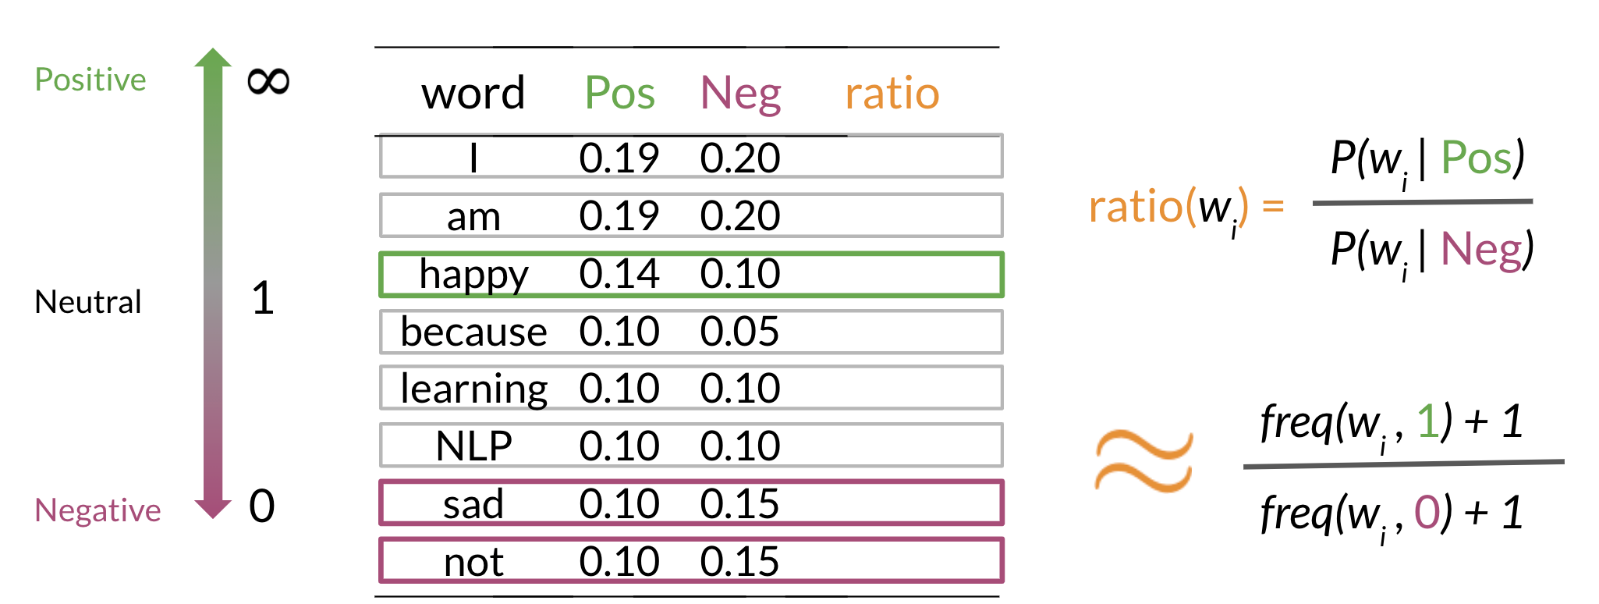 Positive
∞
Neutral
1
Negative
0
word Pos Neg ratio
I 0.19 0.20
am 0.19 0.20
happy 0.14 0.10
because 0.10 0.05
learning 0.10 0.10
NLP 0.10 0.10
sad 0.10 0.15
not 0.10 0.15
ratio(wᵢ) =
P(wᵢ | Pos)
P(wᵢ | Neg)
≈
freq(wᵢ, 1) + 1
freq(wᵢ, 0) + 1